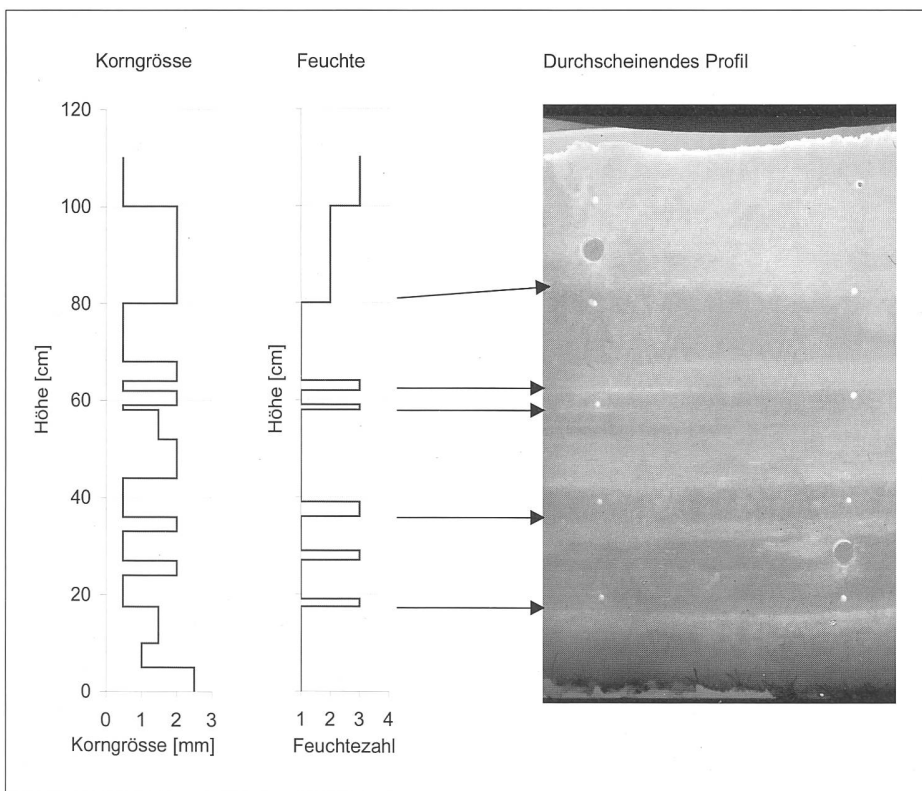 Korngrösse
Feuchte
Durchscheinendes Profil
Höhe [cm]
120
100
80
60
40
20
0
0 1 2 3
Korngrösse [mm]
Höhe [cm]
1 2 3 4
Feuchtezahl